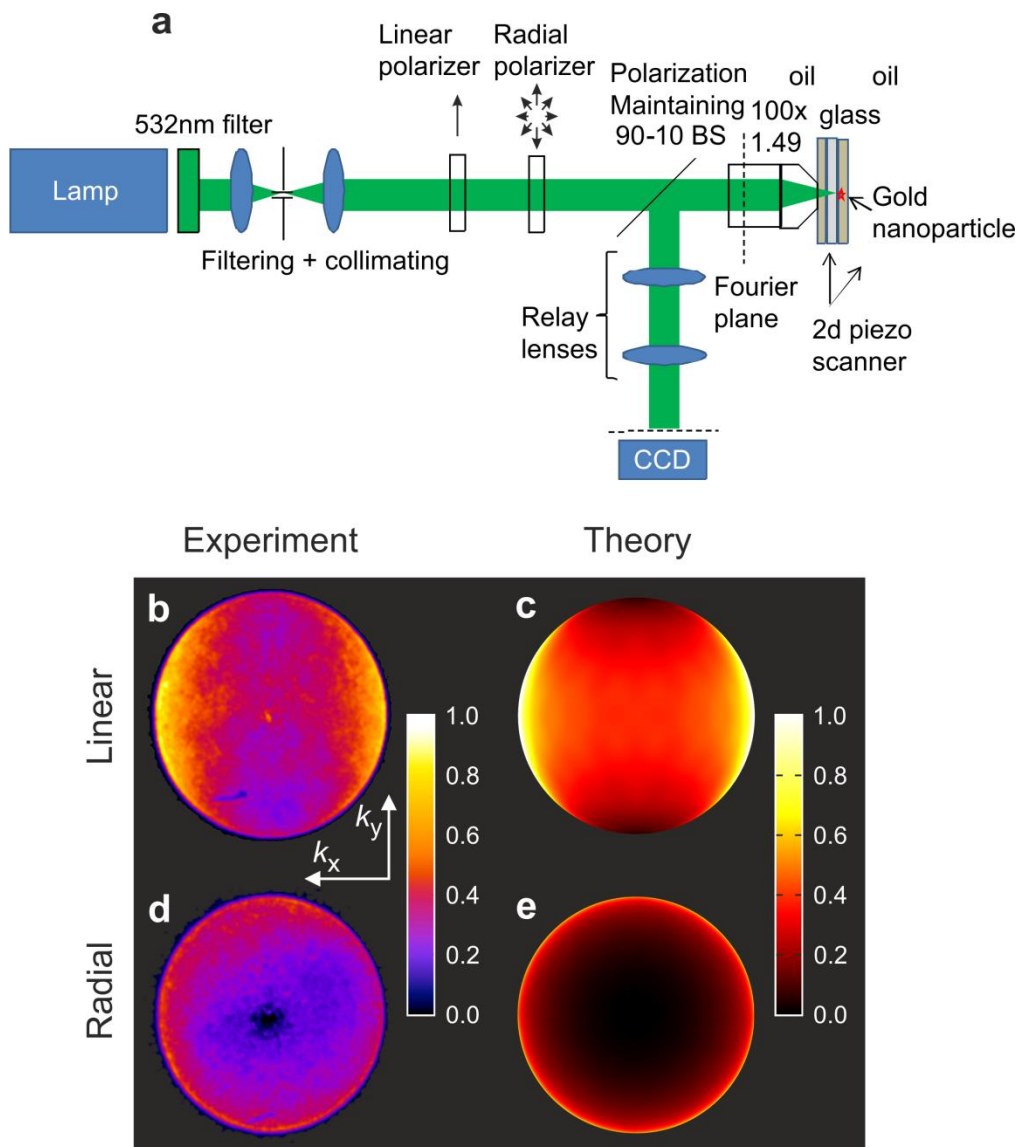 a
Linear
polarizer
Radial
polarizer
Polarization
Maintaining
90-10 BS
oil
oil
100x
glass
1.49
532nm filter
Lamp
Gold
nanoparticle
Filtering + collimating
Relay
lenses
Fourier
plane
2d piezo
scanner
CCD
Experiment
Theory
Linear
b
c
1.0
0.8
0.6
0.4
0.2
0.0
1.0
0.8
0.6
0.4
0.2
0.0
ky
kx
Radial
d
e